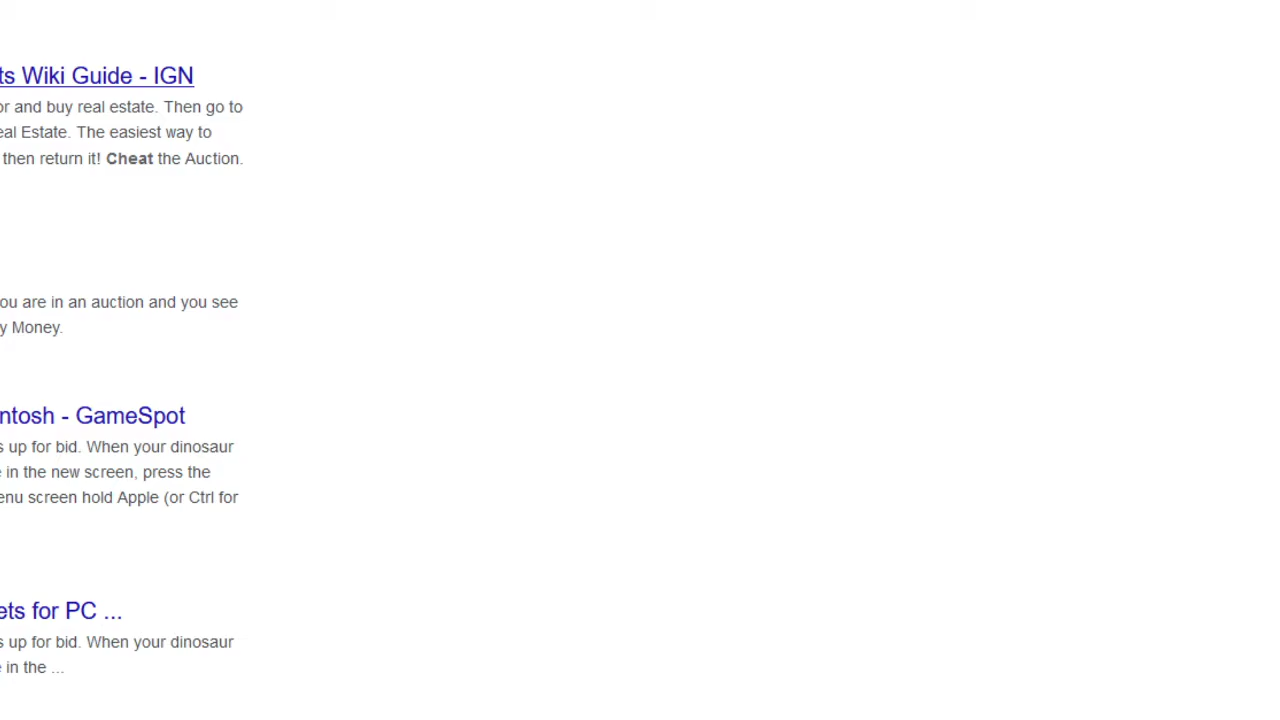 ts Wiki Guide - IGN
or and buy real estate. Then go to
eal Estate. The easiest way to
then return it! Cheat the Auction.
ou are in an auction and you see
y Money.
ntosh - GameSpot
s up for bid. When your dinosaur
e in the new screen, press the
enu screen hold Apple (or Ctrl for
ets for PC ...
s up for bid. When your dinosaur
e in the ...